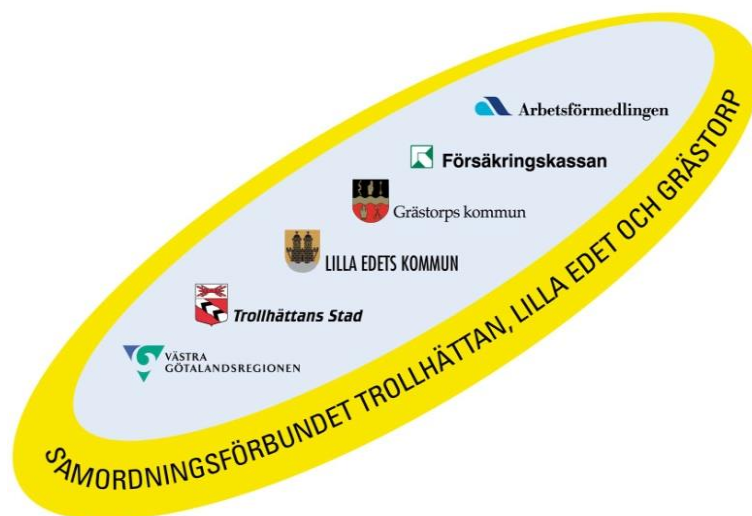 Arbetsförmedlingen
Försäkringskassan
Grästorps kommun
LILLA EDETS KOMMUN
Trollhättans Stad
VÄSTRA
GÖTALANDSREGIONEN
SAMORDNINGSFÖRBUNDET TROLLHÄTTAN, LILLA EDET OCH GRÄSTORP